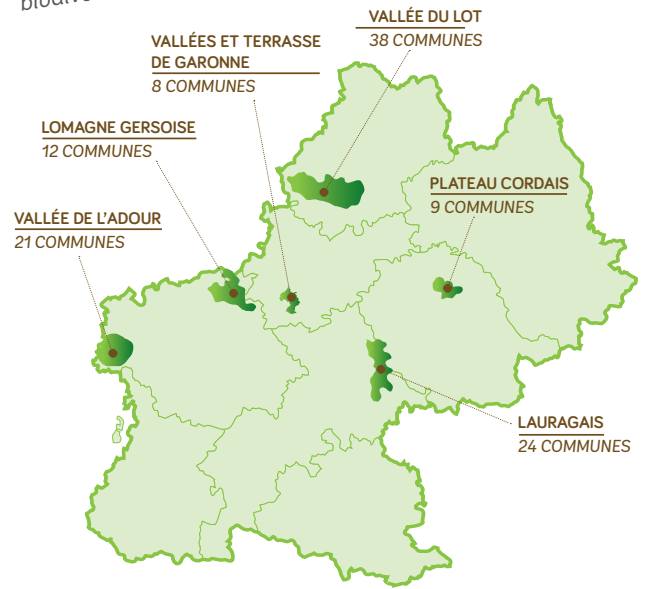 VALLÉE DU LOT
38 COMMUNES
VALLÉES ET TERRASSE
DE GARONNE
8 COMMUNES
LOMAGNE GERSOISE
12 COMMUNES
PLATEAU CORDAIS
9 COMMUNES
VALLÉE DE L'ADOUR
21 COMMUNES
LAURAGAIS
24 COMMUNES